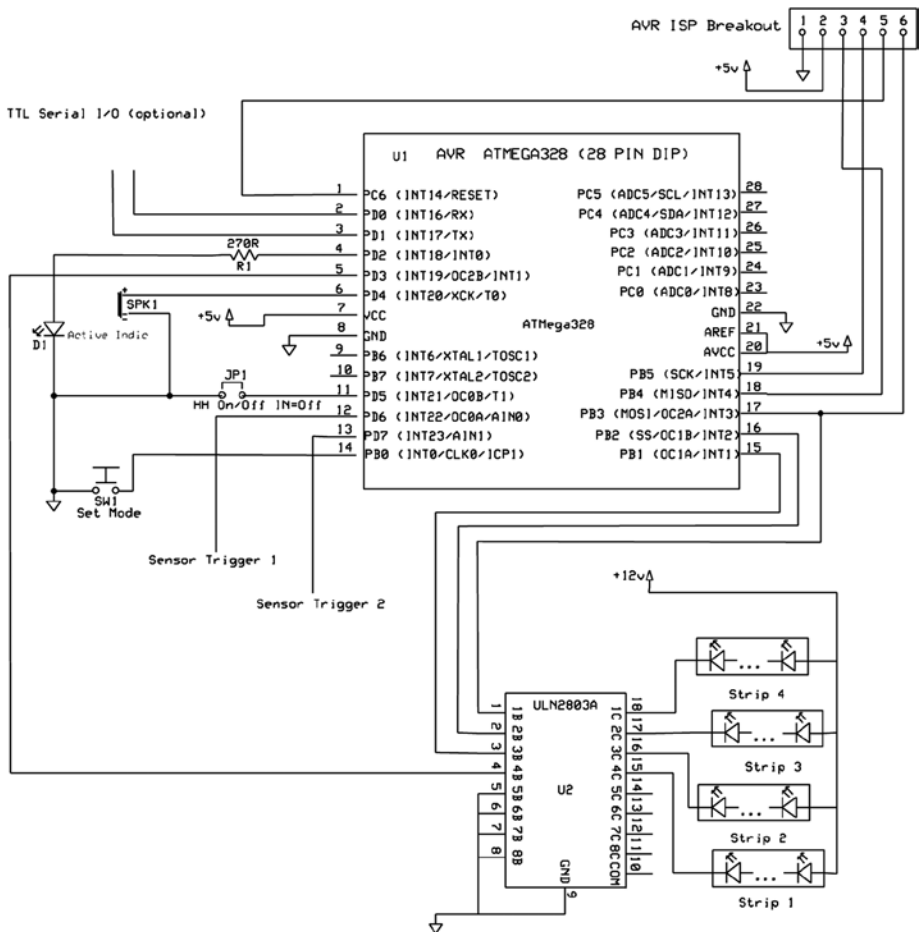 AVR ISP Breakout
1 2 3 4 5 6
+5v
TTL Serial I/O (optional)
U1 AVR ATMEGA328 (28 PIN DIP)
1 PC6 (INT14/RESET)
2 PD0 (INT16/RX)
3 PD1 (INT17/TX)
4 PD2 (INT18/INT0)
5 PD3 (INT19/OC2B/INT1)
6 PD4 (INT20/XCK/T0)
7 VCC
8 GND
9 PB6 (INT6/XTAL1/TOSC1)
10 PB7 (INT7/XTAL2/TOSC2)
11 PD5 (INT21/OC0B/T1)
12 PD6 (INT22/OC0A/AIN0)
13 PD7 (INT23/AIN1)
14 PB0 (INT0/CLK0/ICP1)
PC5 (ADC5/SCL/INT13) 28
PC4 (ADC4/SDA/INT12) 27
PC3 (ADC3/INT11) 26
PC2 (ADC2/INT10) 25
PC1 (ADC1/INT9) 24
PC0 (ADC0/INT8) 23
GND 22
AREF 21
AVCC 20
PB5 (SCK/INT5) 19
PB4 (MISO/INT4) 18
PB3 (MOSI/OC2A/INT3) 17
PB2 (SS/OC1B/INT2) 16
PB1 (OC1A/INT1) 15
ATMega328
270R
R1
SPK1
+
+5v
+5v
D1
Active Indic
JP1
HH On/Off IN=Off
SW1
Set Mode
Sensor Trigger 1
Sensor Trigger 2
+12v
ULN2803A
U2
1 1B
2 2B
3 3B
4 4B
5 5B
6 6B
7 7B
8 8B
1C 18
2C 17
3C 16
4C 15
5C 14
6C 13
7C 12
8C 11
COM 10
GND 9
...
Strip 4
...
Strip 3
...
Strip 2
...
Strip 1